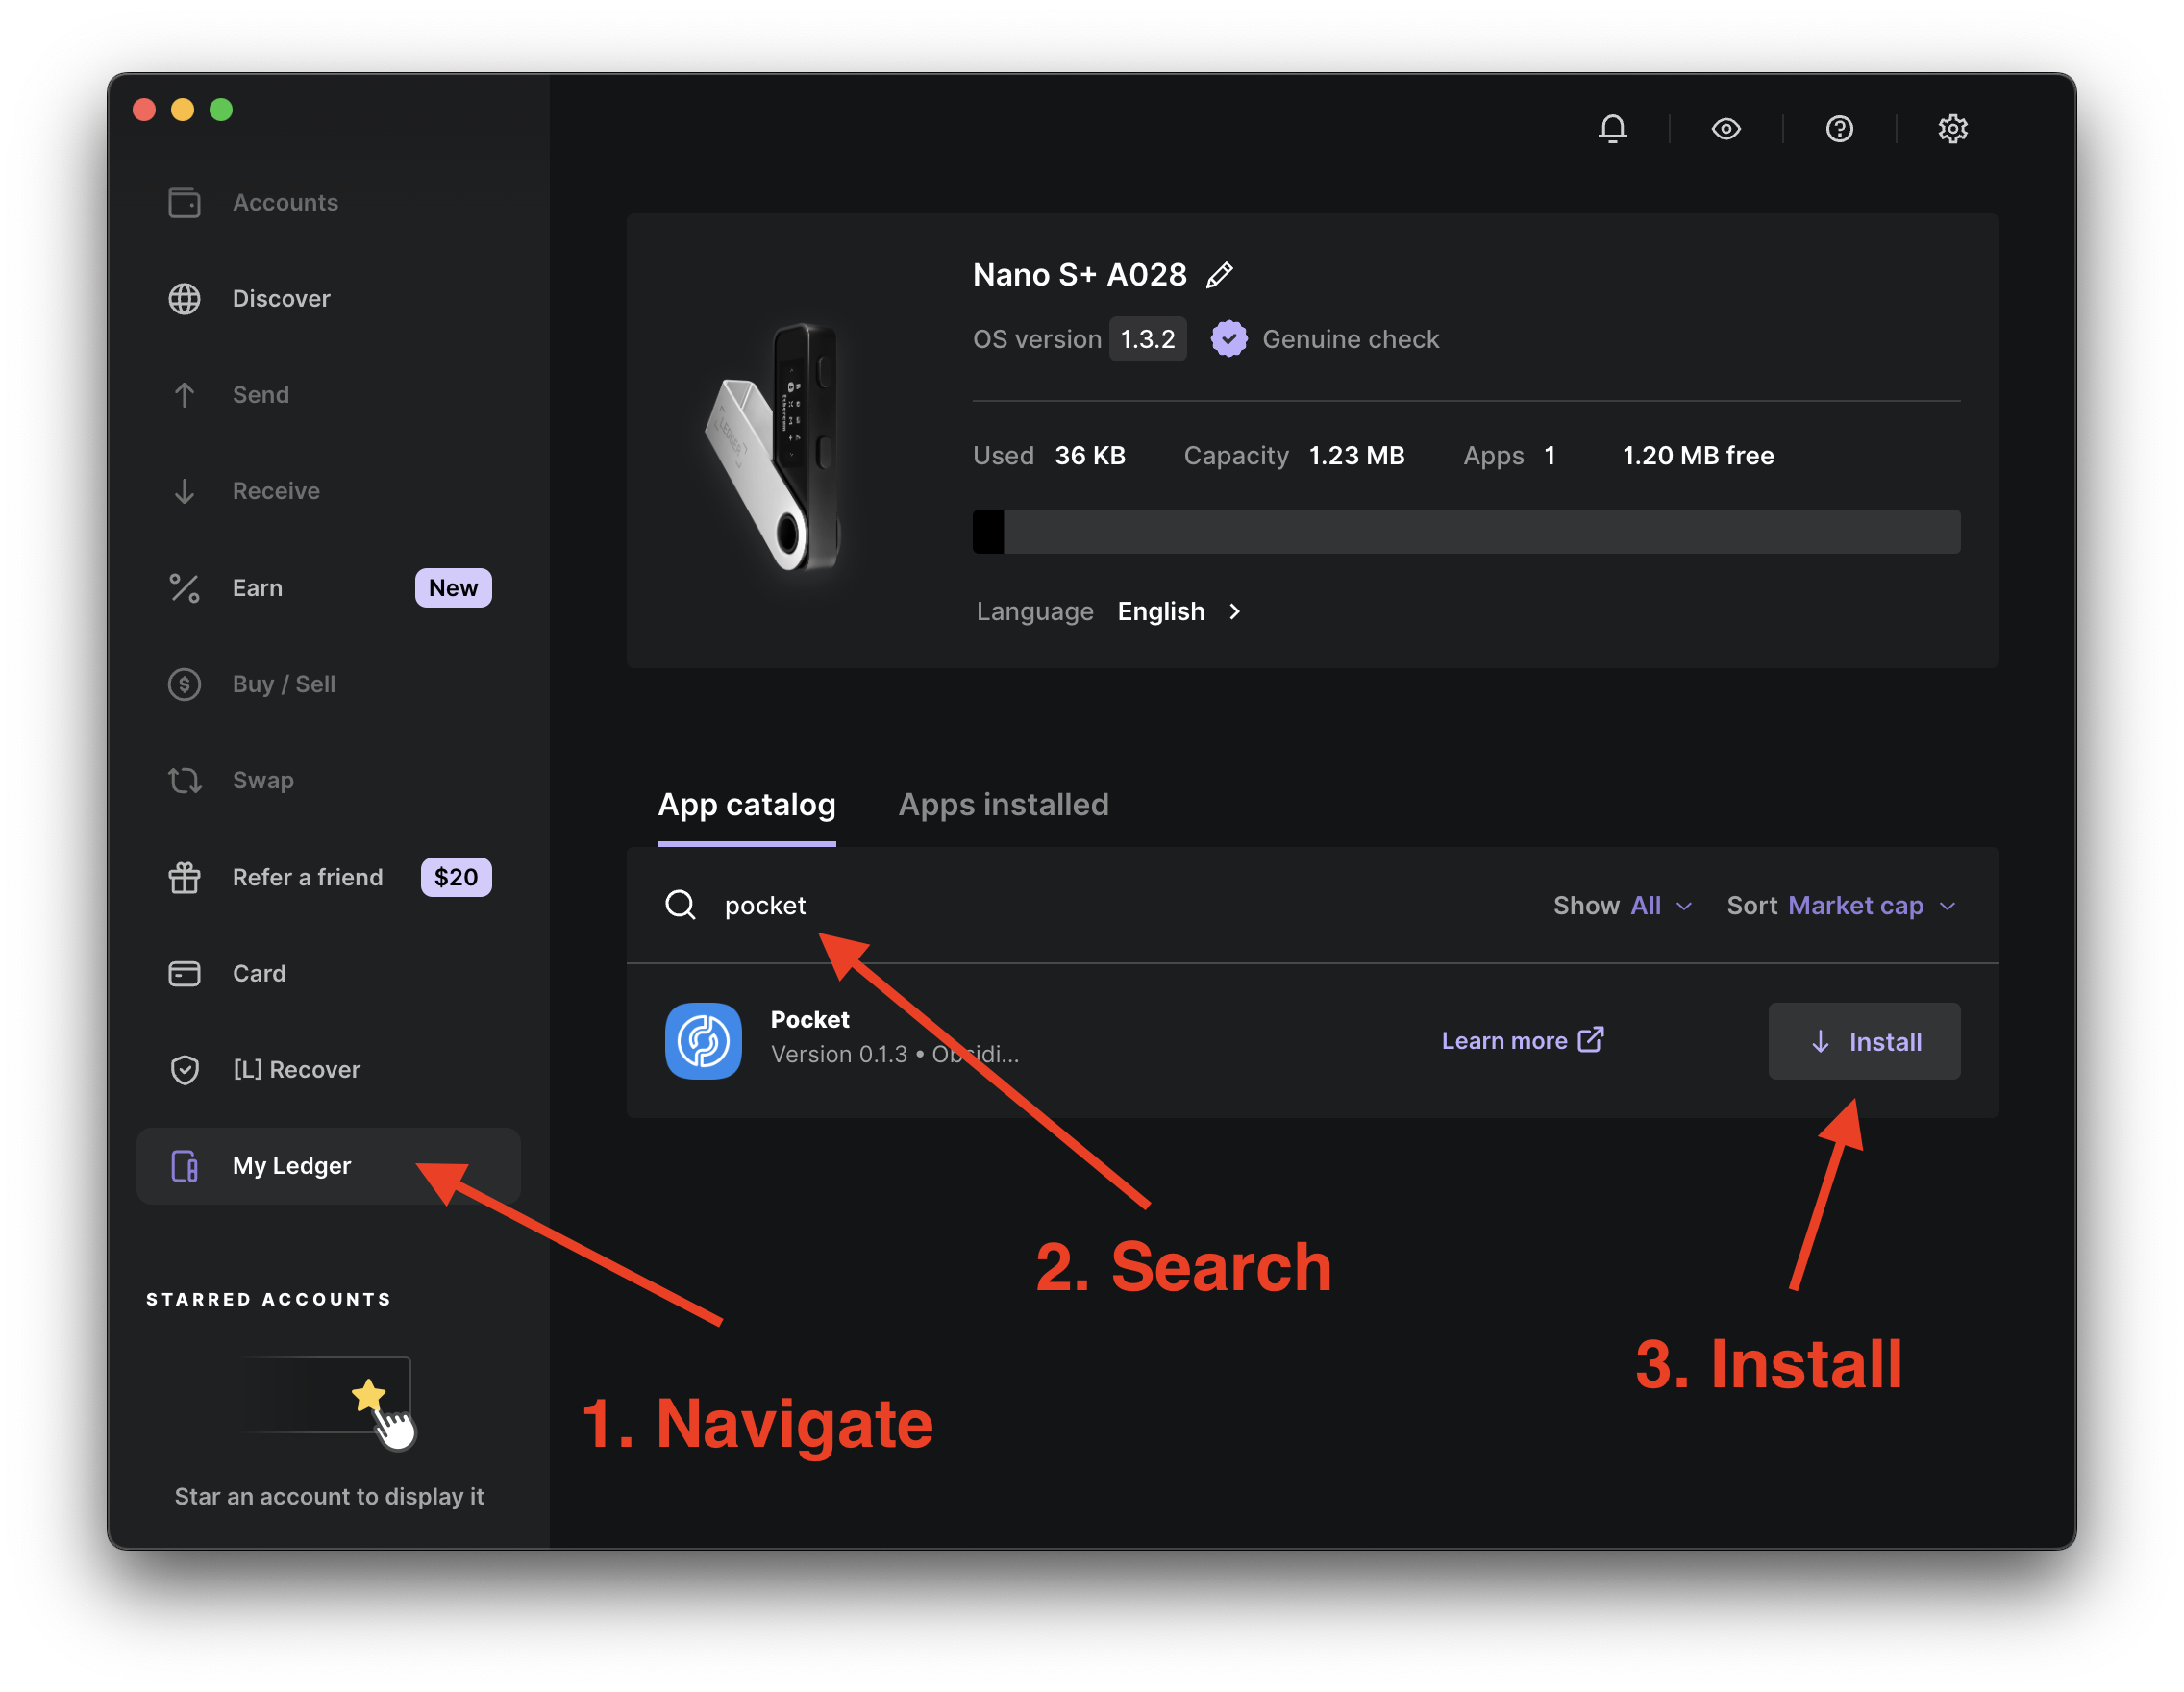 Accounts
Discover
Send
Receive
Earn New
Buy / Sell
Swap
Refer a friend $20
Card
[L] Recover
My Ledger
STARRED ACCOUNTS
Star an account to display it
Nano S+ A028
OS version 1.3.2 Genuine check
Used 36 KB Capacity 1.23 MB Apps 1 1.20 MB free
Language English
App catalog Apps installed
pocket Show All Sort Market cap
Pocket
Version 0.1.3 • Obsidi...
Learn more
Install
1. Navigate
2. Search
3. Install
LEDGER
Ethereum